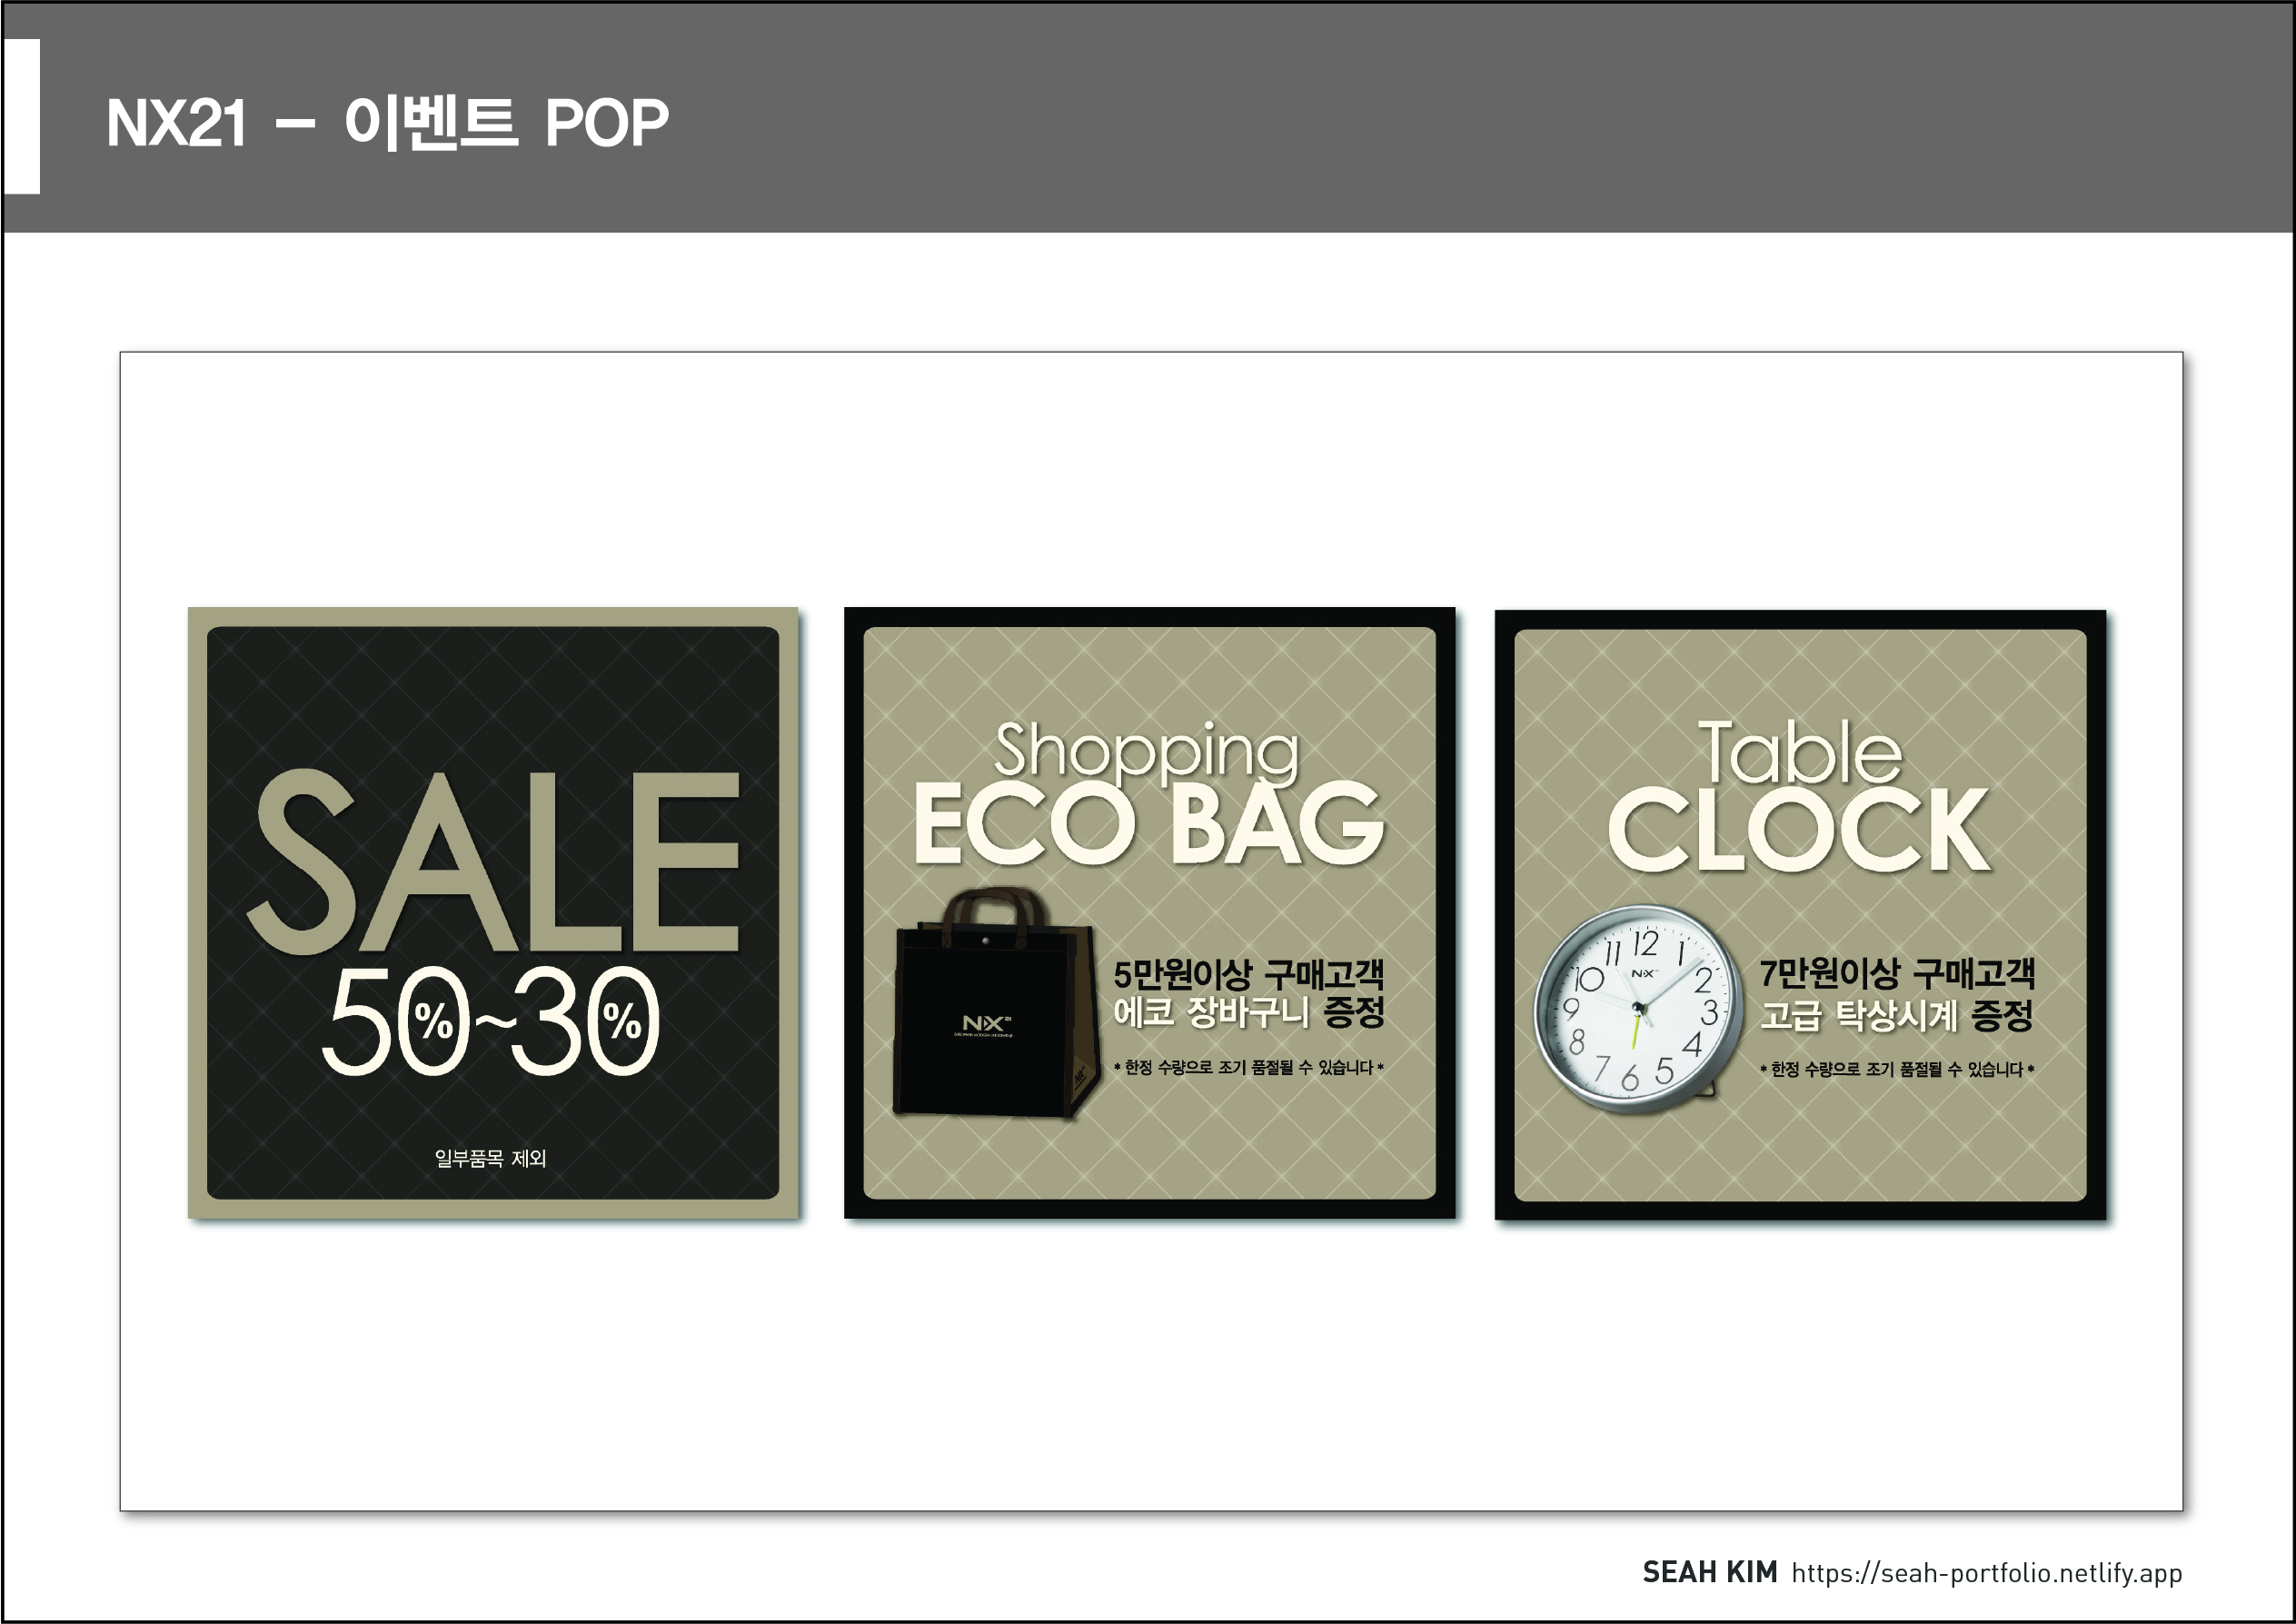 NX21 – 이벤트 POP
SALE
50%~30%
일부품목 제외
Shopping
ECO BAG
NX
5만원이상 구매고객
에코 장바구니 증정
* 한정 수량으로 조기 품절될 수 있습니다 *
Table
CLOCK
12
1
2
3
4
5
6
7
8
9
10
11
NX
7만원이상 구매고객
고급 탁상시계 증정
* 한정 수량으로 조기 품절될 수 있습니다 *
SEAH KIM https://seah-portfolio.netlify.app